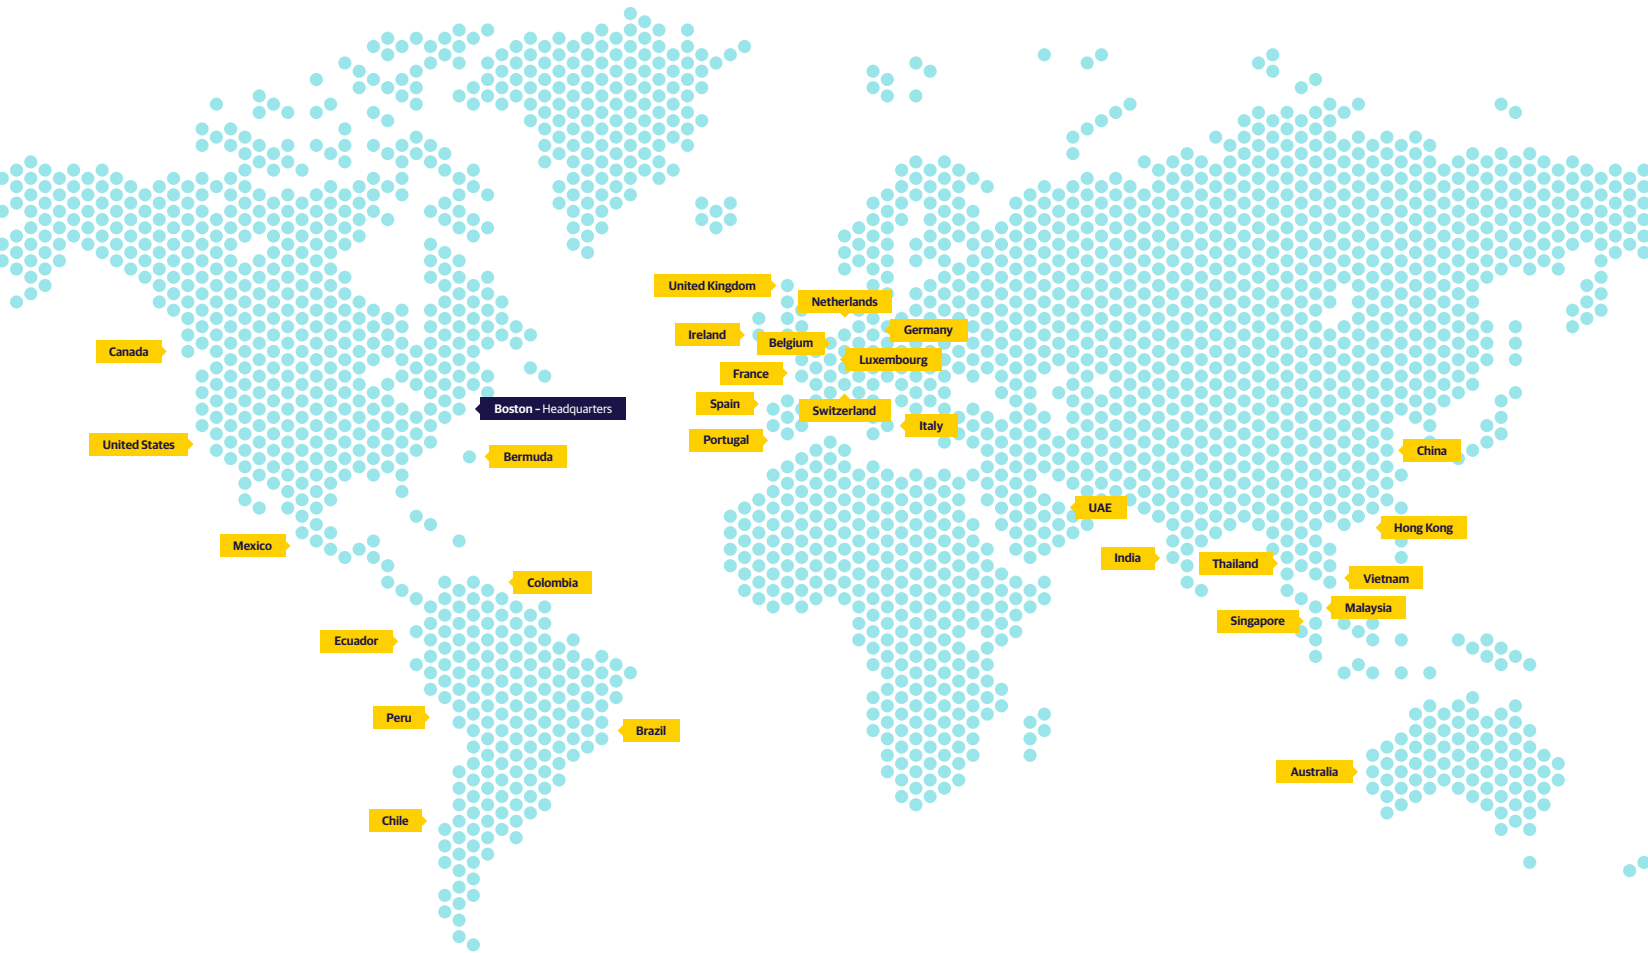 United Kingdom
Netherlands
Germany
Ireland
Belgium
Canada
Luxembourg
France
Spain
Boston – Headquarters
Switzerland
Italy
Portugal
United States
China
Bermuda
UAE
Hong Kong
Mexico
India
Thailand
Vietnam
Colombia
Malaysia
Singapore
Ecuador
Peru
Brazil
Australia
Chile